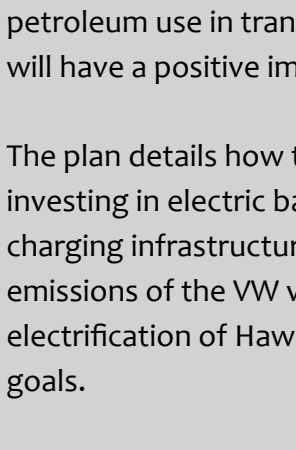 petroleum use in tran
will have a positive im
The plan details how t
investing in electric ba
charging infrastructur
emissions of the VW v
electrification of Haw
goals.